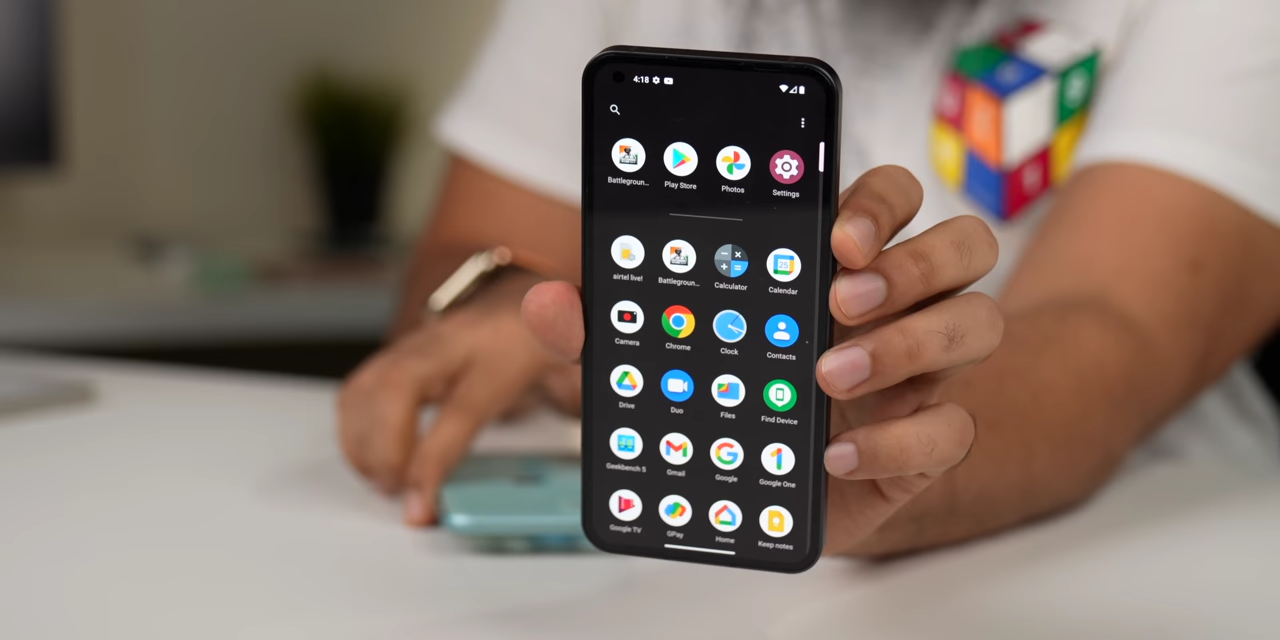 4:18
Battlegroun...
Play Store
Photos
Settings
airtel live!
Battlegroun...
Calculator
25
Calendar
Camera
Chrome
Clock
Contacts
Drive
Duo
Files
Find Device
Geekbench 5
Gmail
Google
Google One
Google TV
GPay
Home
Keep notes